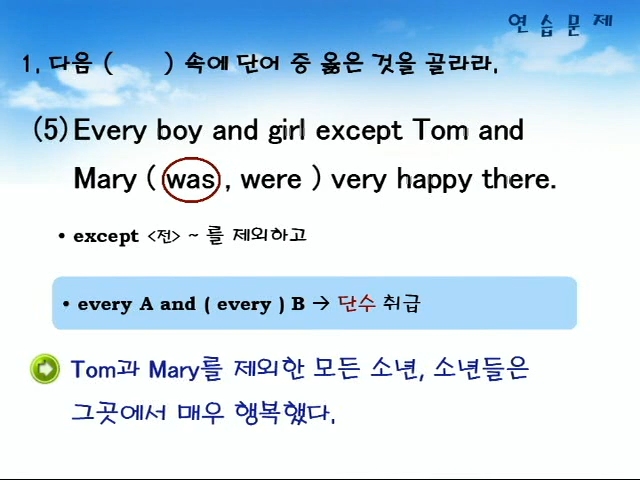 연 습 문 제
1. 다음 ( ) 속에 단어 중 옳은 것을 골라라.
(5) Every boy and girl except Tom and
Mary ( was , were ) very happy there.
• except <전> ~ 를 제외하고
• every A and ( every ) B → 단수 취급
Tom과 Mary를 제외한 모든 소년, 소년들은
그곳에서 매우 행복했다.